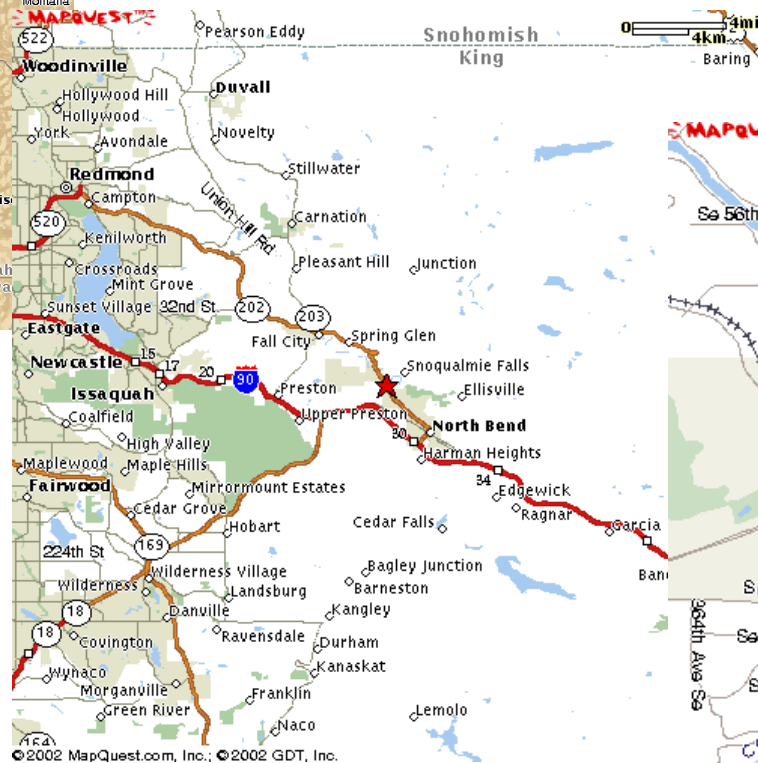 Montana
MAPQUEST
Pearson Eddy
Snohomish
King
0
4mi
4km
Baring
522
Woodinville
Hollywood Hill
Hollywood
Duvall
York
Avondale
Novelty
MAPQU
Redmond
Stillwater
Campton
Union Hill Rd
Carnation
Se 56th
520
Kenilworth
Crossroads
Pleasant Hill
Junction
Mint Grove
Sunset Village
32nd St
202
203
Eastgate
Fall City
Spring Glen
Newcastle
15
17
20
90
Snoqualmie Falls
Issaquah
Preston
Ellisville
Coalfield
Upper Preston
North Bend
30
High Valley
Harman Heights
Maplewood
Maple Hills
34
Fairwood
Mirrormount Estates
Edgewick
Cedar Grove
Ragnar
Hobart
Cedar Falls
Garcia
169
224th St
Wilderness Village
Bagley Junction
Ban
Wilderness
Landsburg
Barneston
S
18
Danville
Kangley
364th Ave Se
18
Covington
Ravensdale
Durham
Se
Wynaco
Kanaskat
Morganville
Franklin
S
Green River
Lemolo
Naco
164
©2002 MapQuest.com, Inc.; ©2002 GDT, Inc.